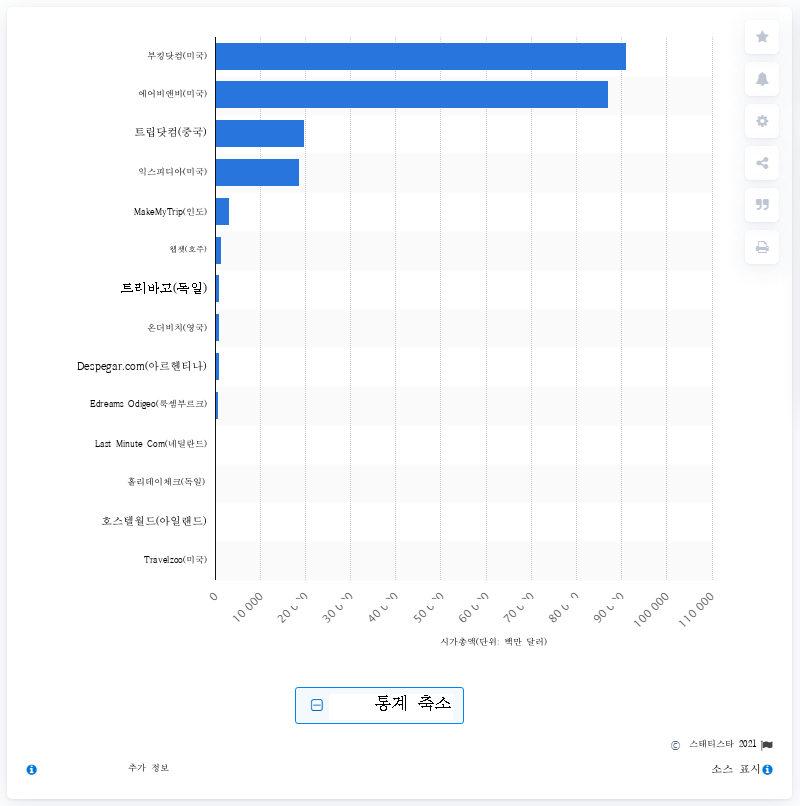 부킹닷컴(미국)
에어비앤비(미국)
트립닷컴(중국)
익스피디아(미국)
MakeMyTrip(인도)
웹젯(호주)
트리바고(독일)
온더비치(영국)
Despegar.com(아르헨티나)
Edreams Odigeo(룩셈부르크)
Last Minute Com(네덜란드)
홀리데이체크(독일)
호스텔월드(아일랜드)
Travelzoo(미국)
0 10 000 20 000 30 000 40 000 50 000 60 000 70 000 80 000 90 000 100 000 110 000
시가총액(단위: 백만 달러)
통계 축소
© 스태티스타 2021
추가 정보
소스 표시